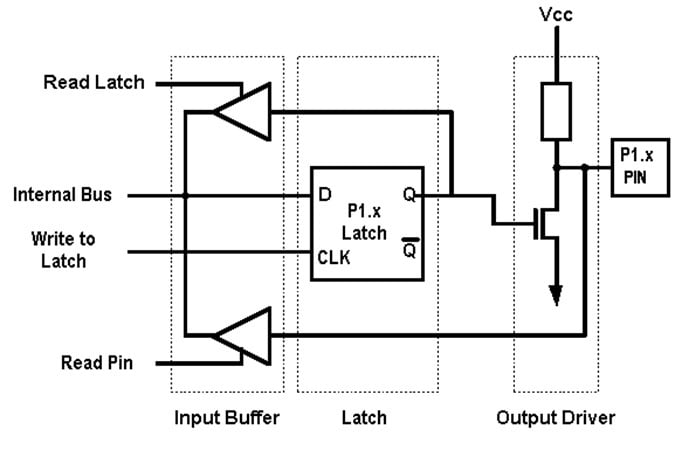 Vcc
Read Latch
P1.x
PIN
Internal Bus
D
Q
P1.x
Latch
Write to
Latch
CLK
Q̅
Read Pin
Input Buffer
Latch
Output Driver